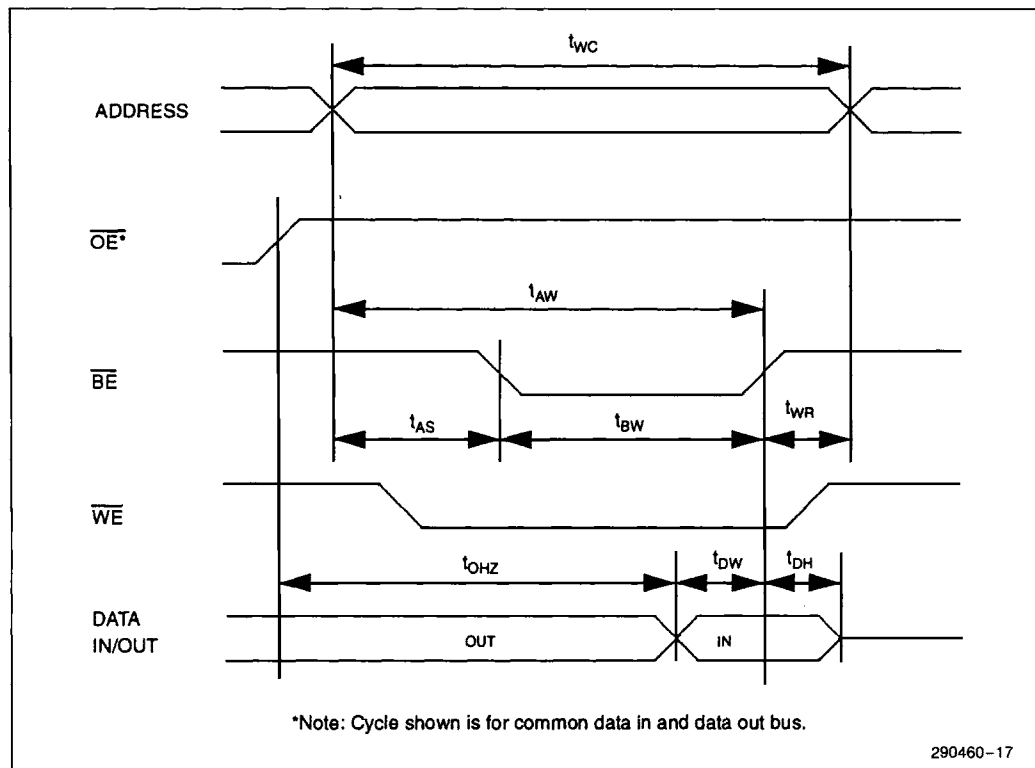 tWC
ADDRESS
OE*
tAW
BE
tAS
tBW
tWR
WE
tOHZ
tDW
tDH
DATA
IN/OUT
OUT
IN
*Note: Cycle shown is for common data in and data out bus.
290460-17